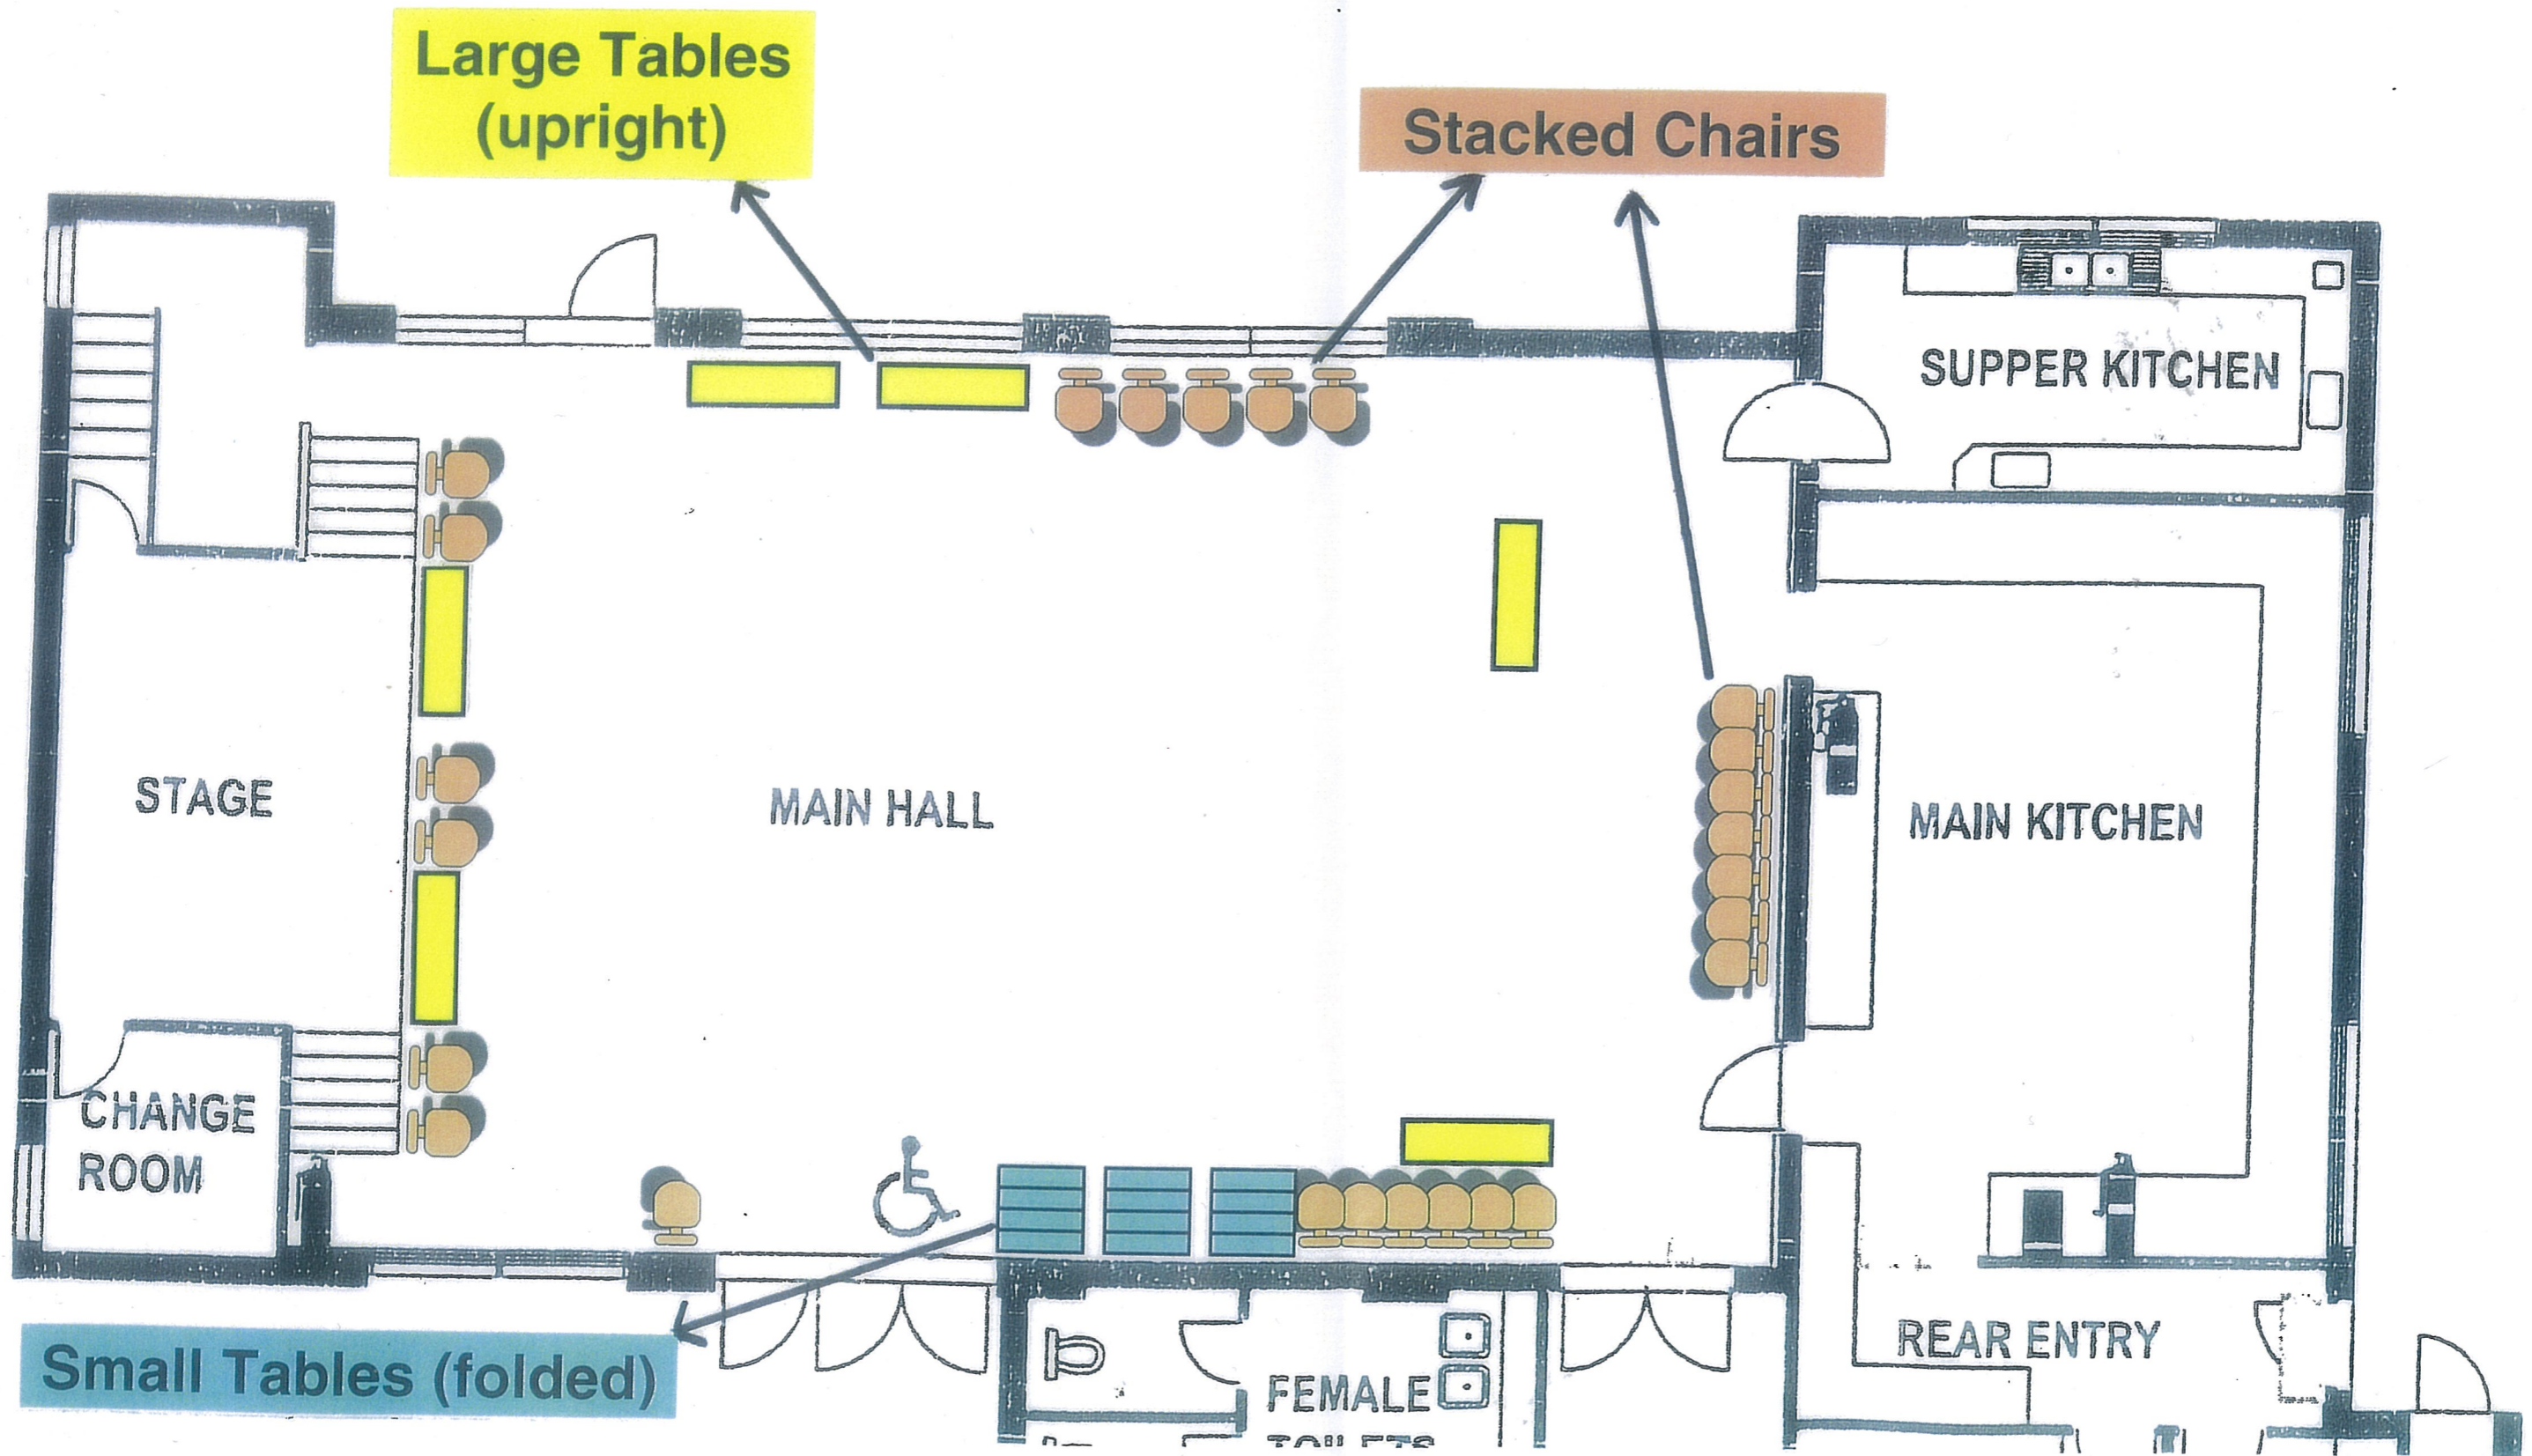 Large Tables
(upright)
Stacked Chairs
SUPPER KITCHEN
STAGE
MAIN HALL
MAIN KITCHEN
CHANGE
ROOM
Small Tables (folded)
REAR ENTRY
FEMALE
TOILETS